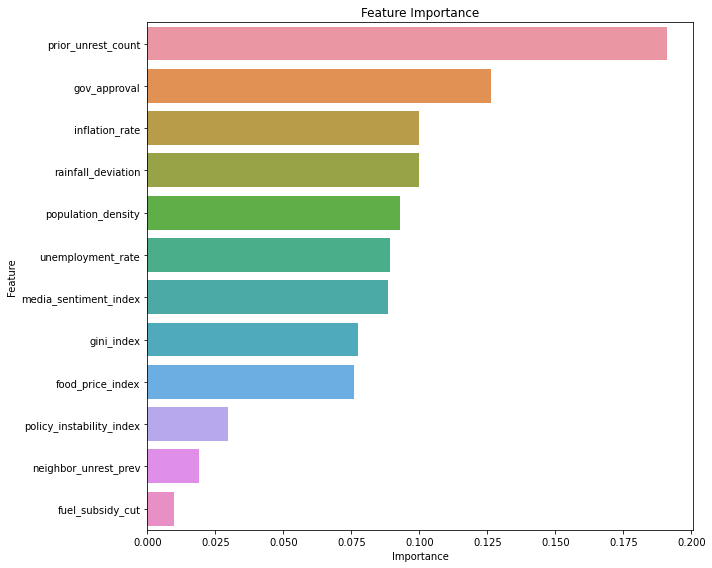 Feature Importance
prior_unrest_count
gov_approval
inflation_rate
rainfall_deviation
population_density
unemployment_rate
media_sentiment_index
gini_index
food_price_index
policy_instability_index
neighbor_unrest_prev
fuel_subsidy_cut
Feature
0.000 0.025 0.050 0.075 0.100 0.125 0.150 0.175 0.200
Importance